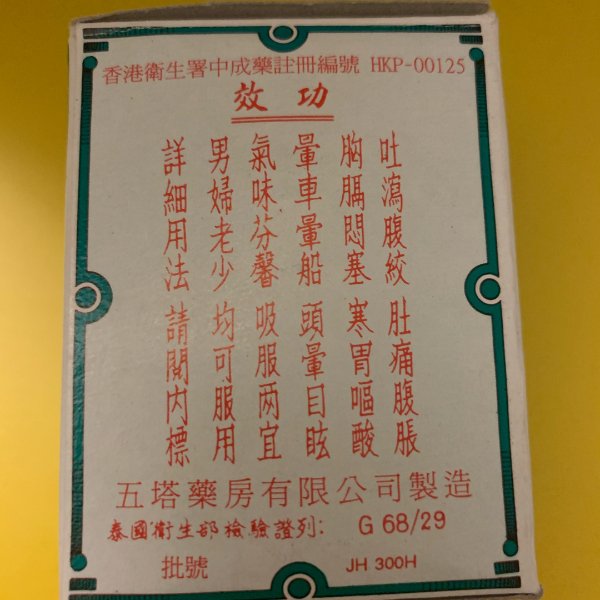 香港衛生署中成藥註冊編號 HKP-00125
效功
吐瀉腹絞 肚痛腹脹
胸膈悶塞 寒胃嘔酸
暈車暈船 頭暈目眩
氣味芬馨 吸服两宜
男婦老少 均可服用
詳細用法 請閱内標
五塔藥房有限公司製造
泰國衛生部檢驗證列: G 68/29
批號 JH 300H